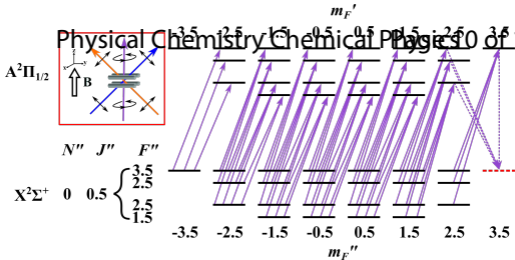 m_F′
-3.5 -2.5 -1.5 -0.5 0.5 1.5 2.5 3.5
Physical Chemistry Chemical Physics Page 10 of
A²Π₁/₂
x z y
B
N″ J″ F″
X²Σ⁺ 0 0.5
3.5
2.5
2.5
1.5
-3.5 -2.5 -1.5 -0.5 0.5 1.5 2.5 3.5
m_F″